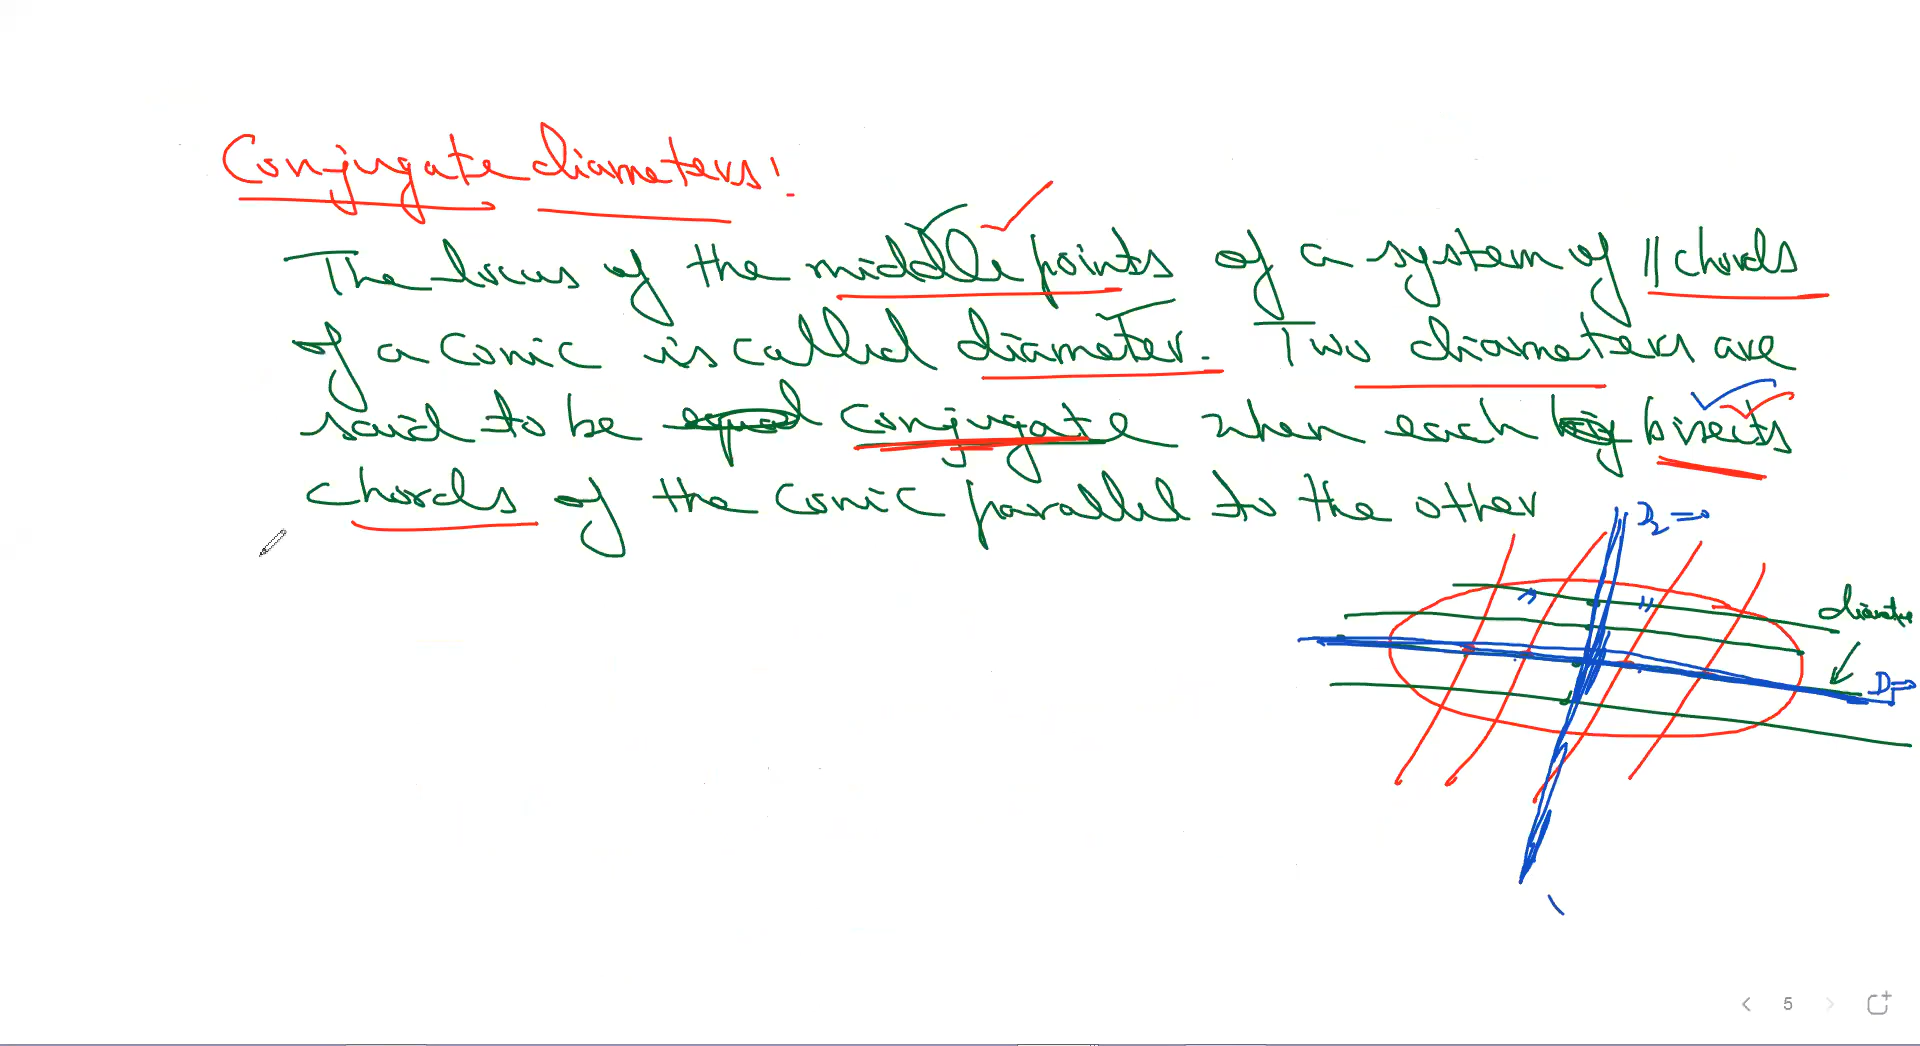 Conjugate diameters:
The locus of the middle points of a system of || chords
of a conic is called diameter. Two diameters are
said to be conjugate when each bisects
chords of the conic parallel to the other
D₂ =>
diameter
D₁ =>
5